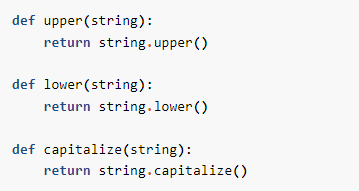 def upper(string):
    return string.upper()

def lower(string):
    return string.lower()

def capitalize(string):
    return string.capitalize()